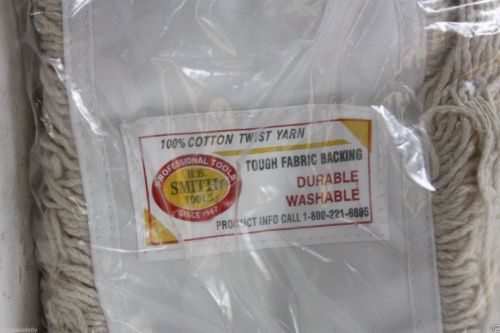 100% COTTON TWIST YARN
PROFESSIONAL TOOLS
H.B.
SMITH
TOOLS
SINCE 1947
TOUGH FABRIC BACKING
DURABLE
WASHABLE
PRODUCT INFO CALL 1-800-221-6895